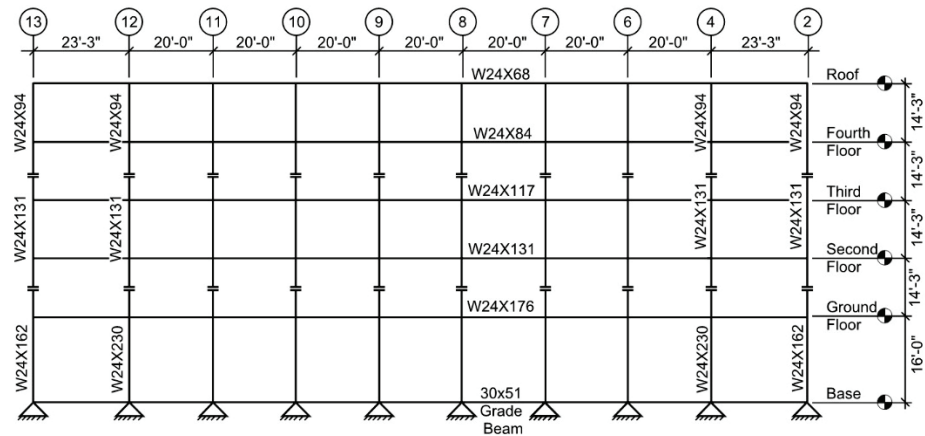 13 12 11 10 9 8 7 6 4 2
23'-3" 20'-0" 20'-0" 20'-0" 20'-0" 20'-0" 20'-0" 20'-0" 23'-3"
W24X68
Roof
W24X94 W24X94 W24X94 W24X94
14'-3"
W24X84
Fourth
Floor
14'-3"
W24X117
Third
Floor
W24X131 W24X131 W24X131 W24X131
14'-3"
W24X131
Second
Floor
14'-3"
W24X176
Ground
Floor
W24X162 W24X230 W24X230 W24X162
16'-0"
30x51
Grade
Beam
Base